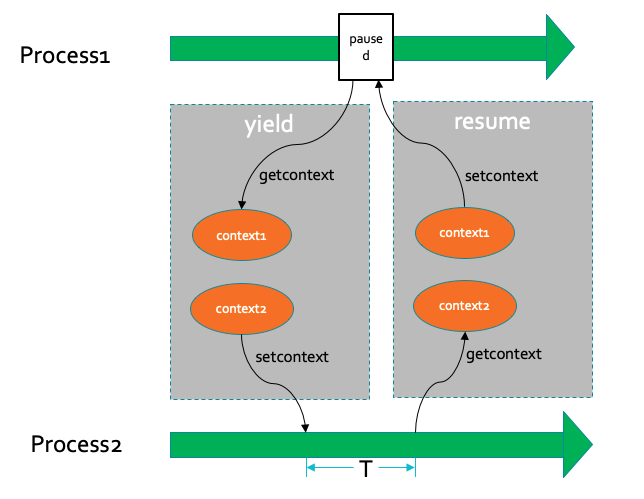 Process1
pause
d
yield
resume
getcontext
setcontext
context1
context1
context2
context2
setcontext
getcontext
Process2
T